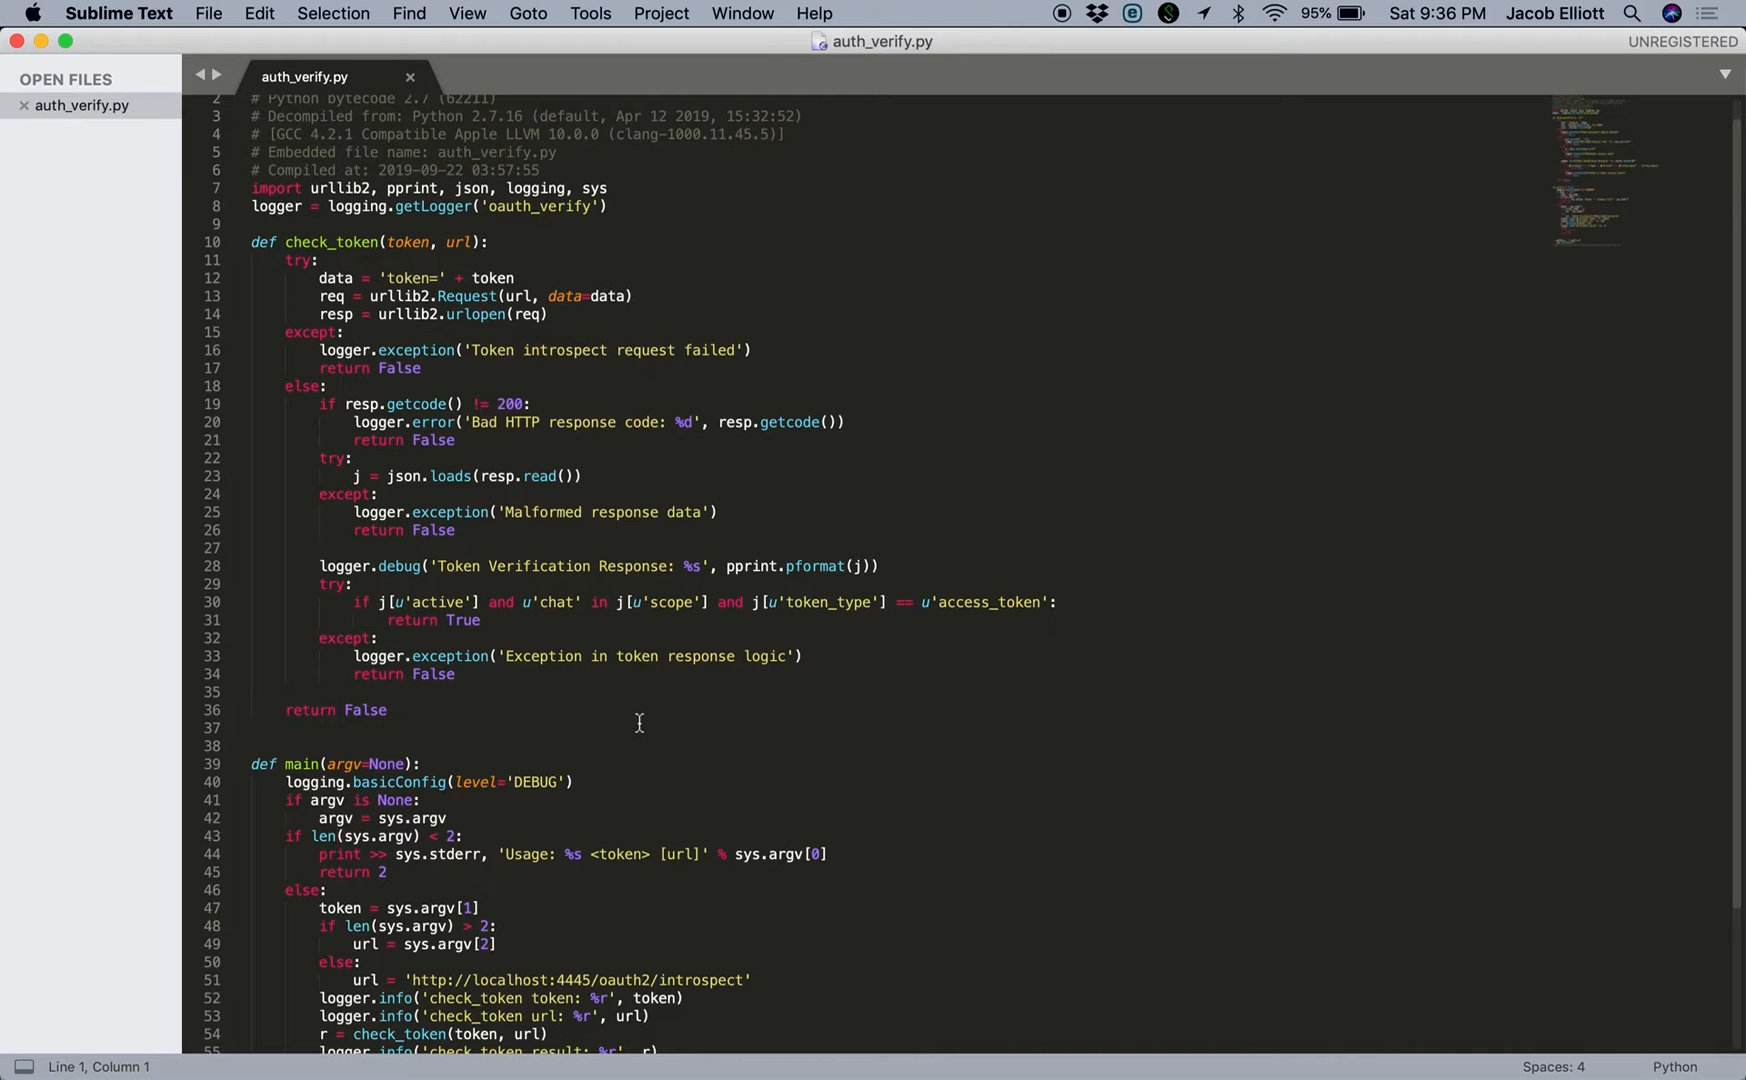 Sublime Text File Edit Selection Find View Goto Tools Project Window Help 95% Sat 9:36 PM Jacob Elliott
auth_verify.py UNREGISTERED
OPEN FILES
auth_verify.py
auth_verify.py
2 # Python bytecode 2.7 (62211)
3 # Decompiled from: Python 2.7.16 (default, Apr 12 2019, 15:32:52)
4 # [GCC 4.2.1 Compatible Apple LLVM 10.0.0 (clang-1000.11.45.5)]
5 # Embedded file name: auth_verify.py
6 # Compiled at: 2019-09-22 03:57:55
7 import urllib2, pprint, json, logging, sys
8 logger = logging.getLogger('oauth_verify')
9
10 def check_token(token, url):
11     try:
12         data = 'token=' + token
13         req = urllib2.Request(url, data=data)
14         resp = urllib2.urlopen(req)
15     except:
16         logger.exception('Token introspect request failed')
17         return False
18     else:
19         if resp.getcode() != 200:
20             logger.error('Bad HTTP response code: %d', resp.getcode())
21             return False
22         try:
23             j = json.loads(resp.read())
24         except:
25             logger.exception('Malformed response data')
26             return False
27
28         logger.debug('Token Verification Response: %s', pprint.pformat(j))
29         try:
30             if j[u'active'] and u'chat' in j[u'scope'] and j[u'token_type'] == u'access_token':
31                 return True
32         except:
33             logger.exception('Exception in token response logic')
34             return False
35
36     return False
37
38
39 def main(argv=None):
40     logging.basicConfig(level='DEBUG')
41     if argv is None:
42         argv = sys.argv
43     if len(sys.argv) < 2:
44         print >> sys.stderr, 'Usage: %s <token> [url]' % sys.argv[0]
45         return 2
46     else:
47         token = sys.argv[1]
48         if len(sys.argv) > 2:
49             url = sys.argv[2]
50         else:
51             url = 'http://localhost:4445/oauth2/introspect'
52         logger.info('check_token token: %r', token)
53         logger.info('check_token url: %r', url)
54         r = check_token(token, url)
55         logger.info('check_token result: %r', r)
Line 1, Column 1 Spaces: 4 Python